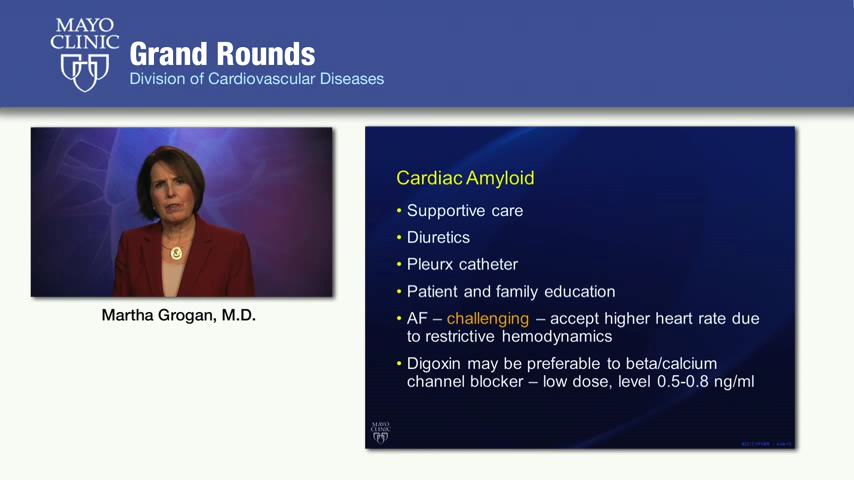 MAYO
CLINIC
Grand Rounds
Division of Cardiovascular Diseases
Martha Grogan, M.D.
Cardiac Amyloid
• Supportive care
• Diuretics
• Pleurx catheter
• Patient and family education
• AF – challenging – accept higher heart rate due
to restrictive hemodynamics
• Digoxin may be preferable to beta/calcium
channel blocker – low dose, level 0.5-0.8 ng/ml
MAYO
CLINIC